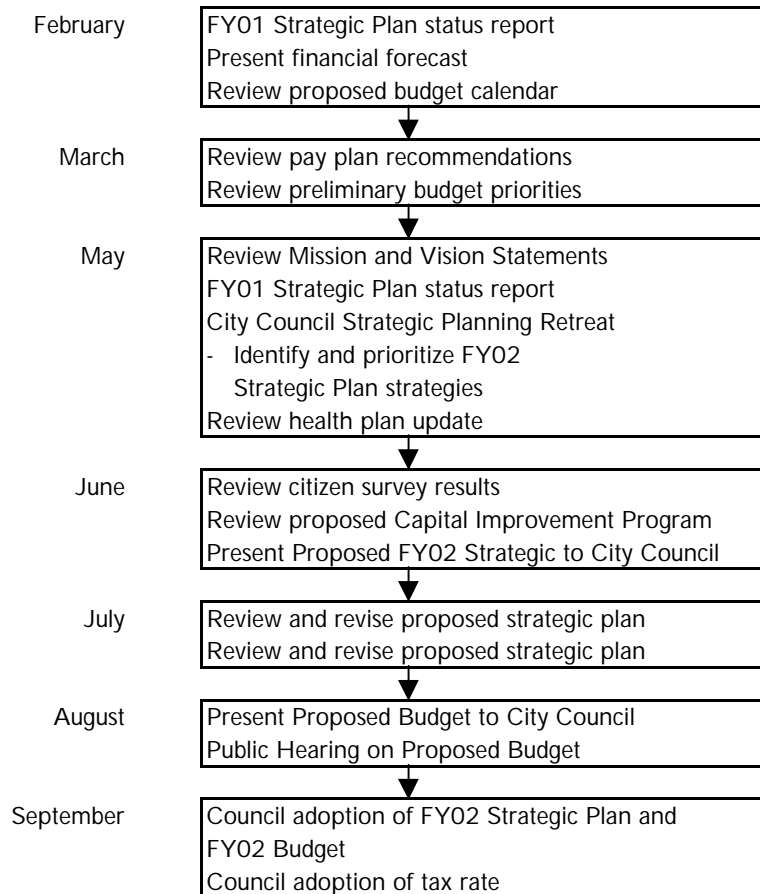 February
FY01 Strategic Plan status report
Present financial forecast
Review proposed budget calendar
March
Review pay plan recommendations
Review preliminary budget priorities
May
Review Mission and Vision Statements
FY01 Strategic Plan status report
City Council Strategic Planning Retreat
- Identify and prioritize FY02
Strategic Plan strategies
Review health plan update
June
Review citizen survey results
Review proposed Capital Improvement Program
Present Proposed FY02 Strategic to City Council
July
Review and revise proposed strategic plan
Review and revise proposed strategic plan
August
Present Proposed Budget to City Council
Public Hearing on Proposed Budget
September
Council adoption of FY02 Strategic Plan and
FY02 Budget
Council adoption of tax rate